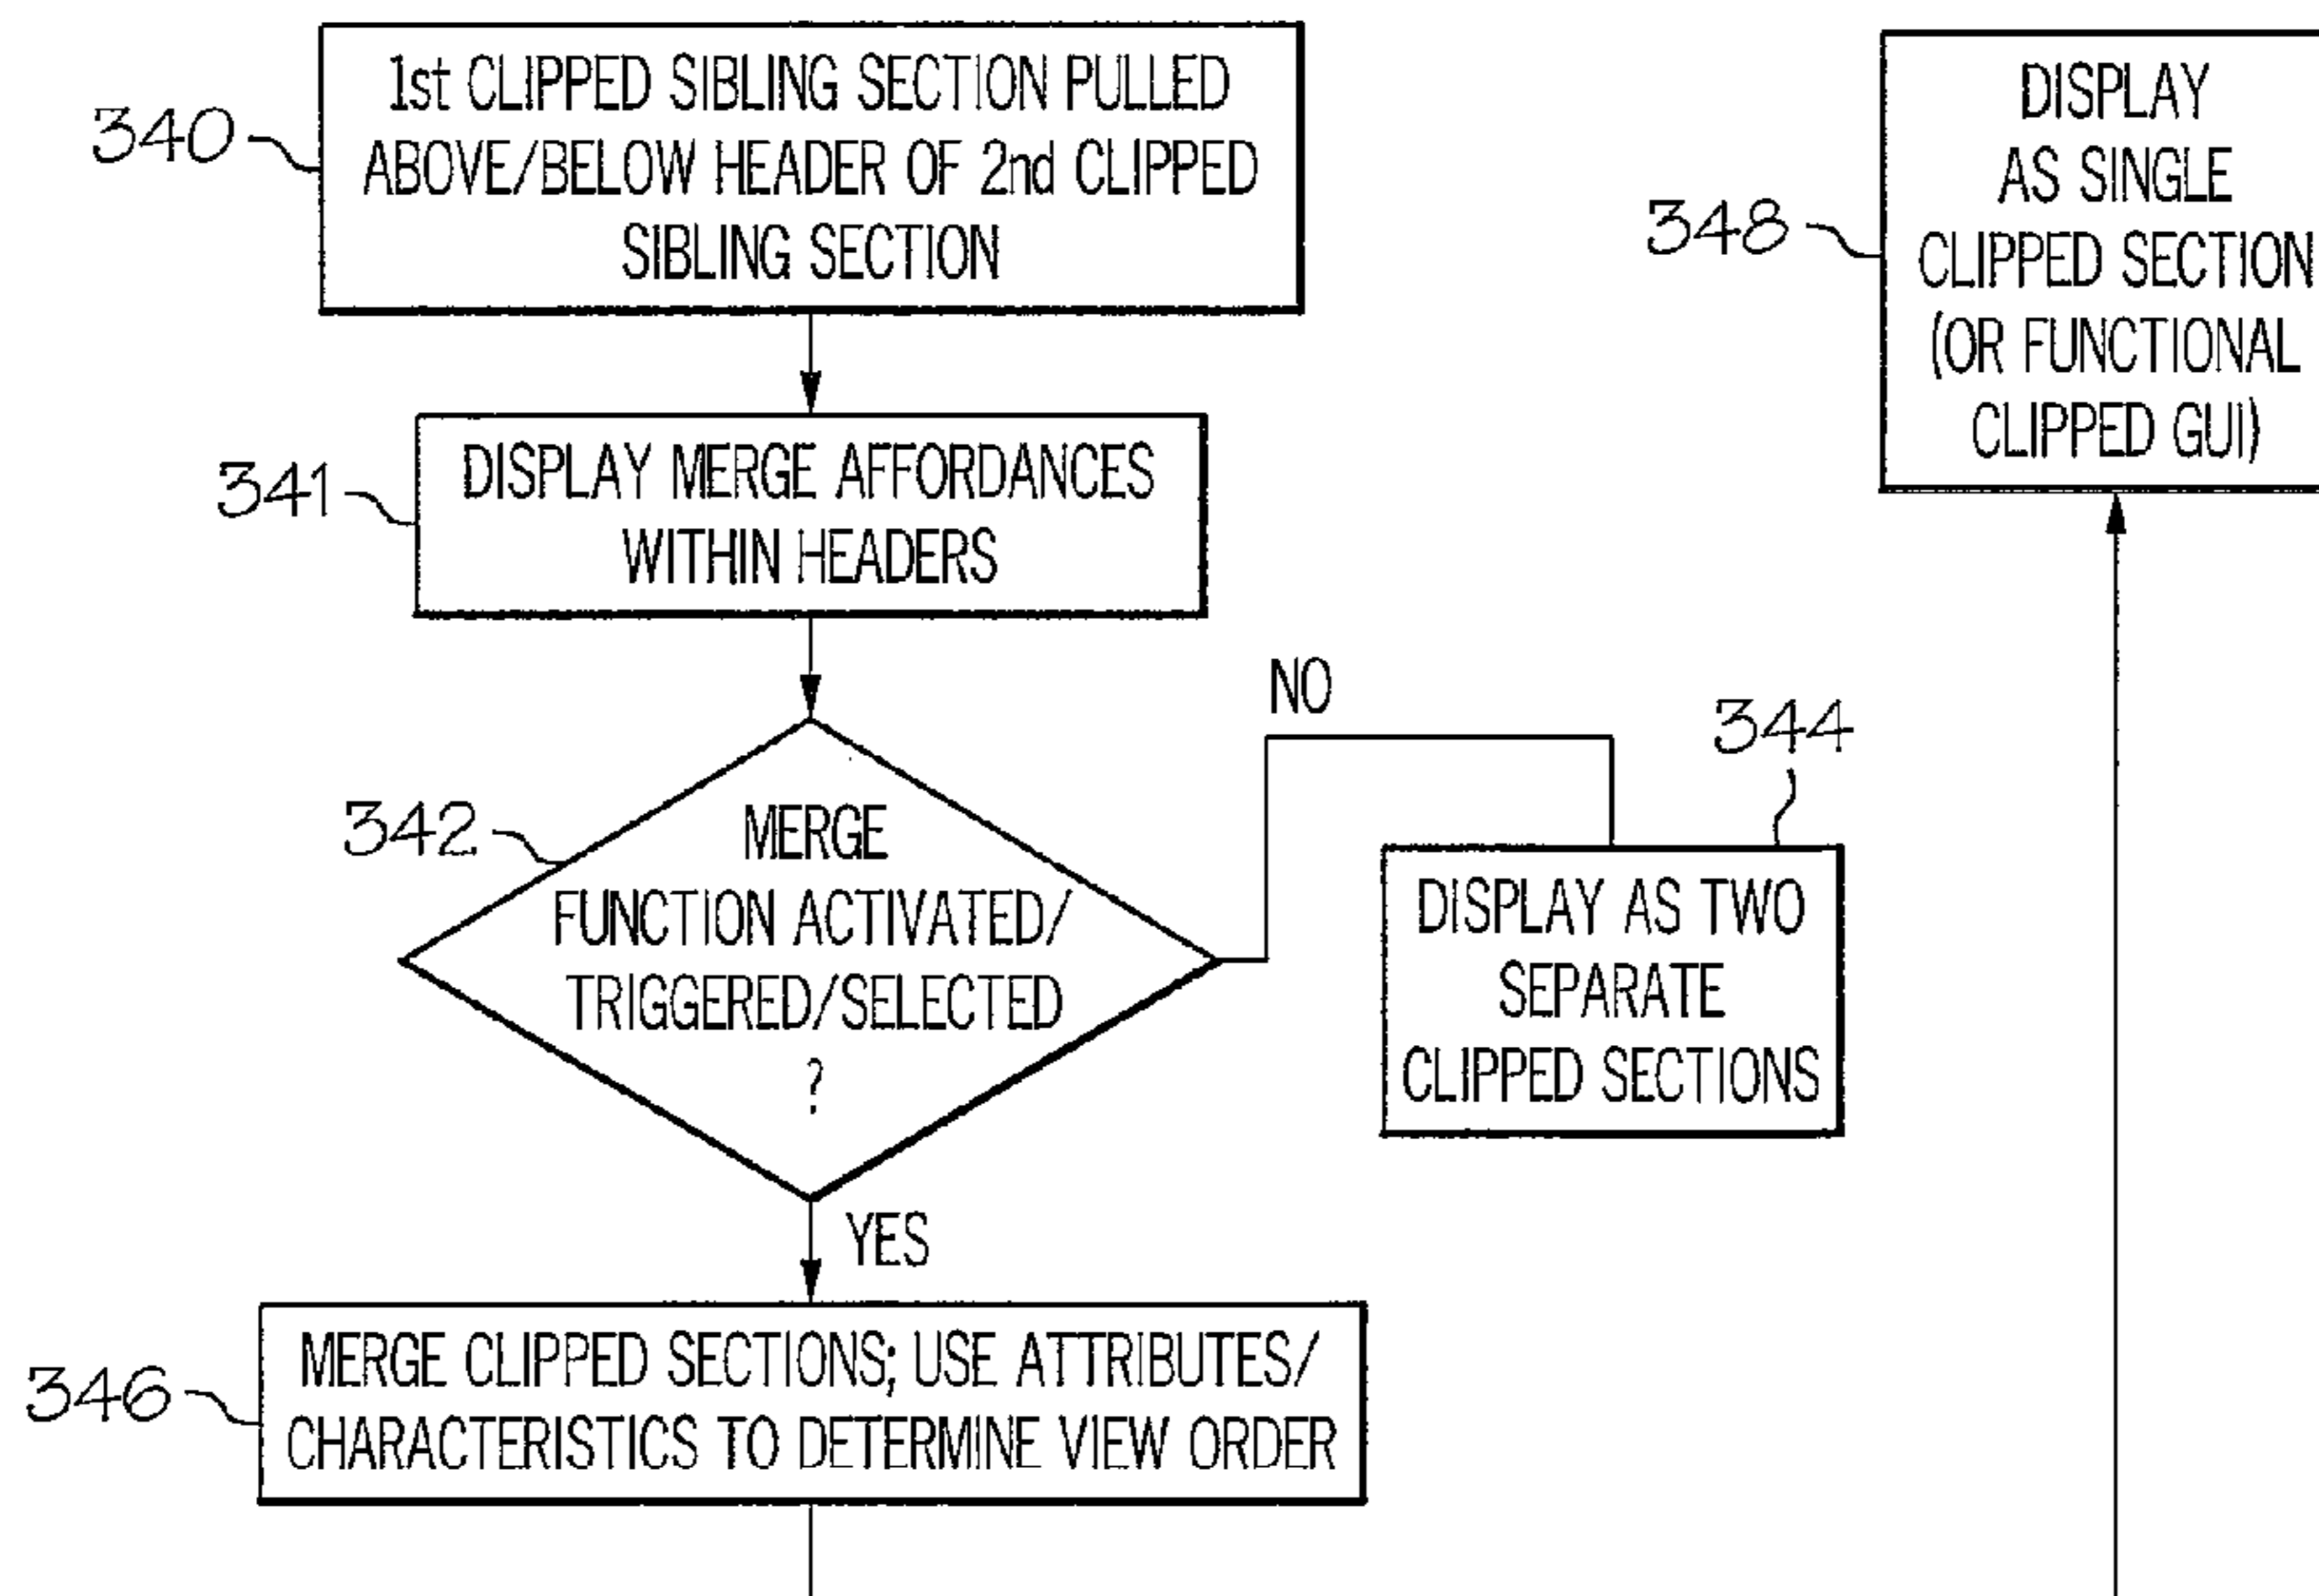 340
1st CLIPPED SIBLING SECTION PULLED
ABOVE/BELOW HEADER OF 2nd CLIPPED
SIBLING SECTION
341
DISPLAY MERGE AFFORDANCES
WITHIN HEADERS
342
MERGE
FUNCTION ACTIVATED/
TRIGGERED/SELECTED
?
NO
344
DISPLAY AS TWO
SEPARATE
CLIPPED SECTIONS
YES
346
MERGE CLIPPED SECTIONS; USE ATTRIBUTES/
CHARACTERISTICS TO DETERMINE VIEW ORDER
348
DISPLAY
AS SINGLE
CLIPPED SECTION
(OR FUNCTIONAL
CLIPPED GUI)